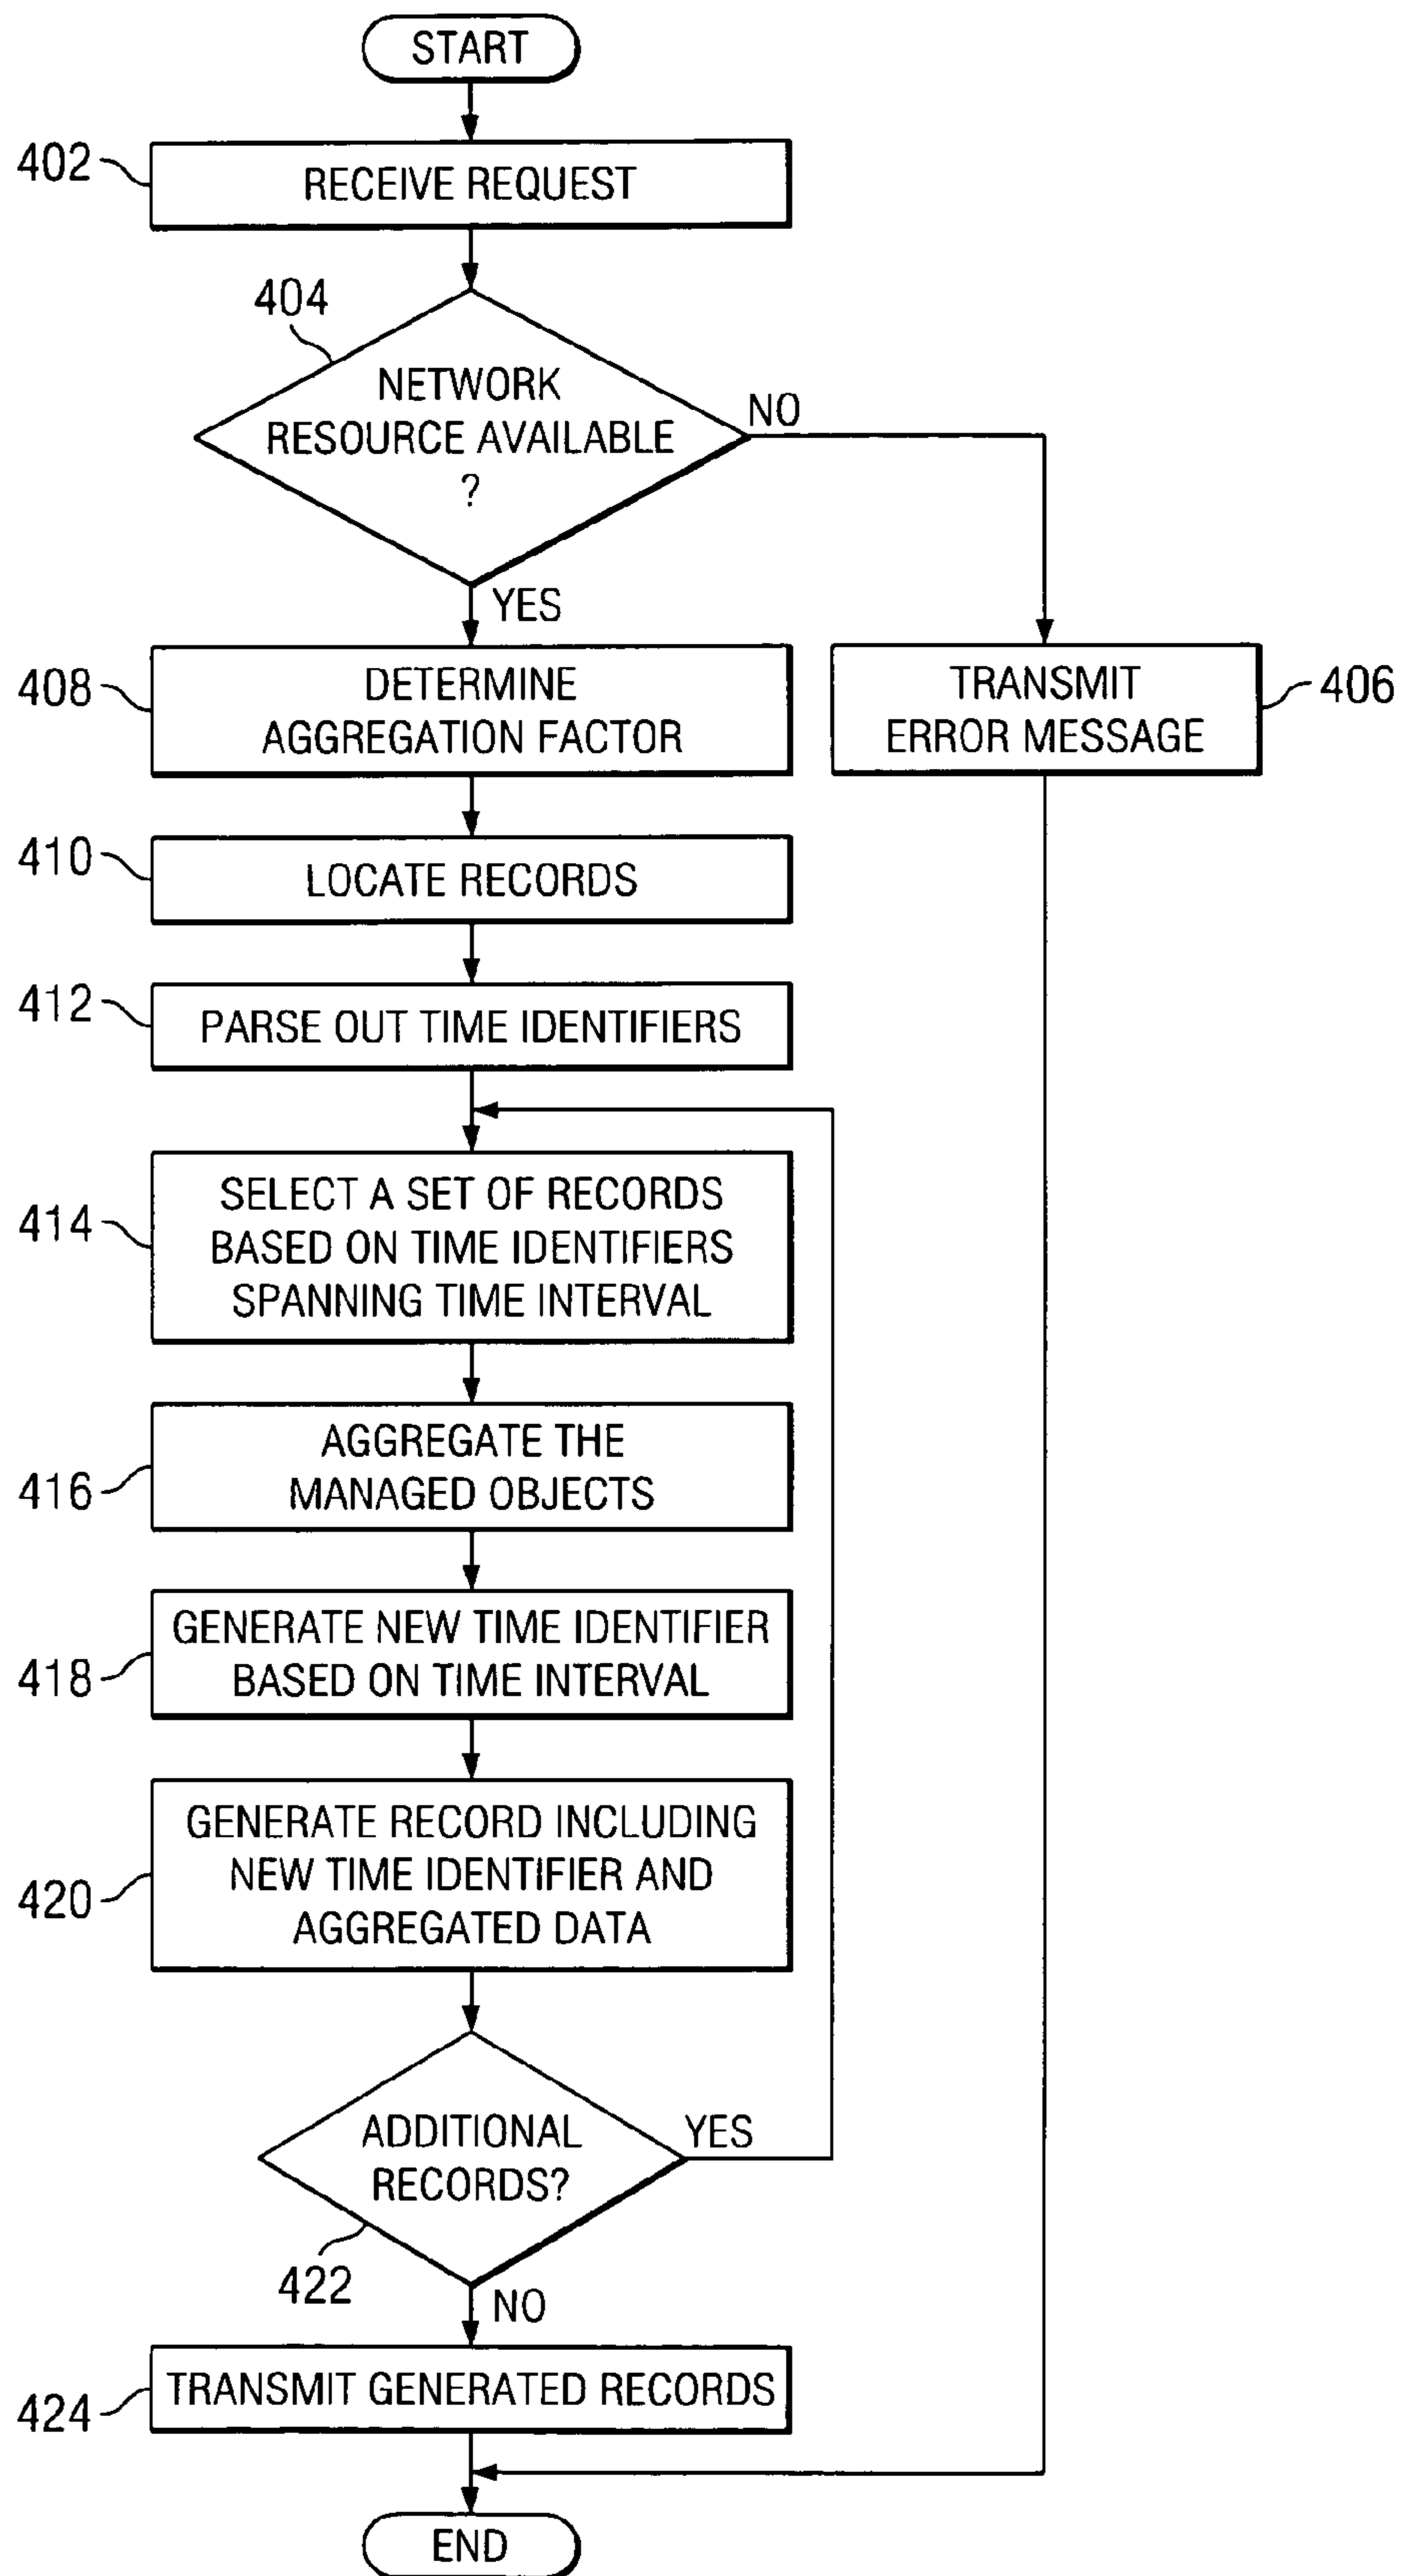 START
402
RECEIVE REQUEST
404
NETWORK
RESOURCE AVAILABLE
?
NO
YES
408
DETERMINE
AGGREGATION FACTOR
TRANSMIT
ERROR MESSAGE
406
410
LOCATE RECORDS
412
PARSE OUT TIME IDENTIFIERS
414
SELECT A SET OF RECORDS
BASED ON TIME IDENTIFIERS
SPANNING TIME INTERVAL
416
AGGREGATE THE
MANAGED OBJECTS
418
GENERATE NEW TIME IDENTIFIER
BASED ON TIME INTERVAL
420
GENERATE RECORD INCLUDING
NEW TIME IDENTIFIER AND
AGGREGATED DATA
ADDITIONAL
RECORDS?
YES
422
NO
424
TRANSMIT GENERATED RECORDS
END